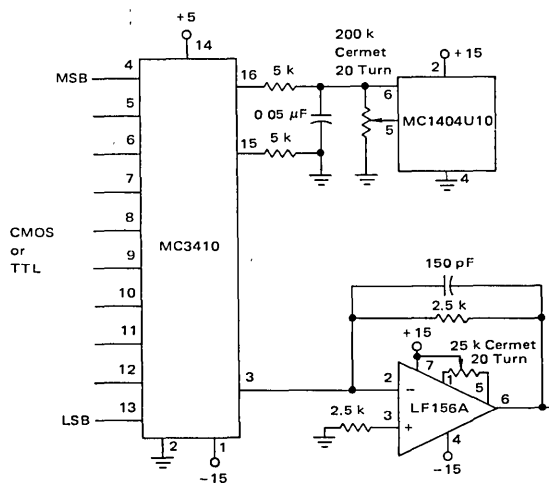 +5
14
MSB
4
5
6
7
8
9
10
11
12
LSB
13
CMOS
or
TTL
MC3410
16
5 k
15
5 k
0 05 μF
200 k
Cermet
20 Turn
+15
2
6
5
MC1404U10
4
3
2
1
-15
150 pF
2.5 k
+15
25 k Cermet
20 Turn
7
1
5
2
−
LF156A
6
3
+
2.5 k
4
-15